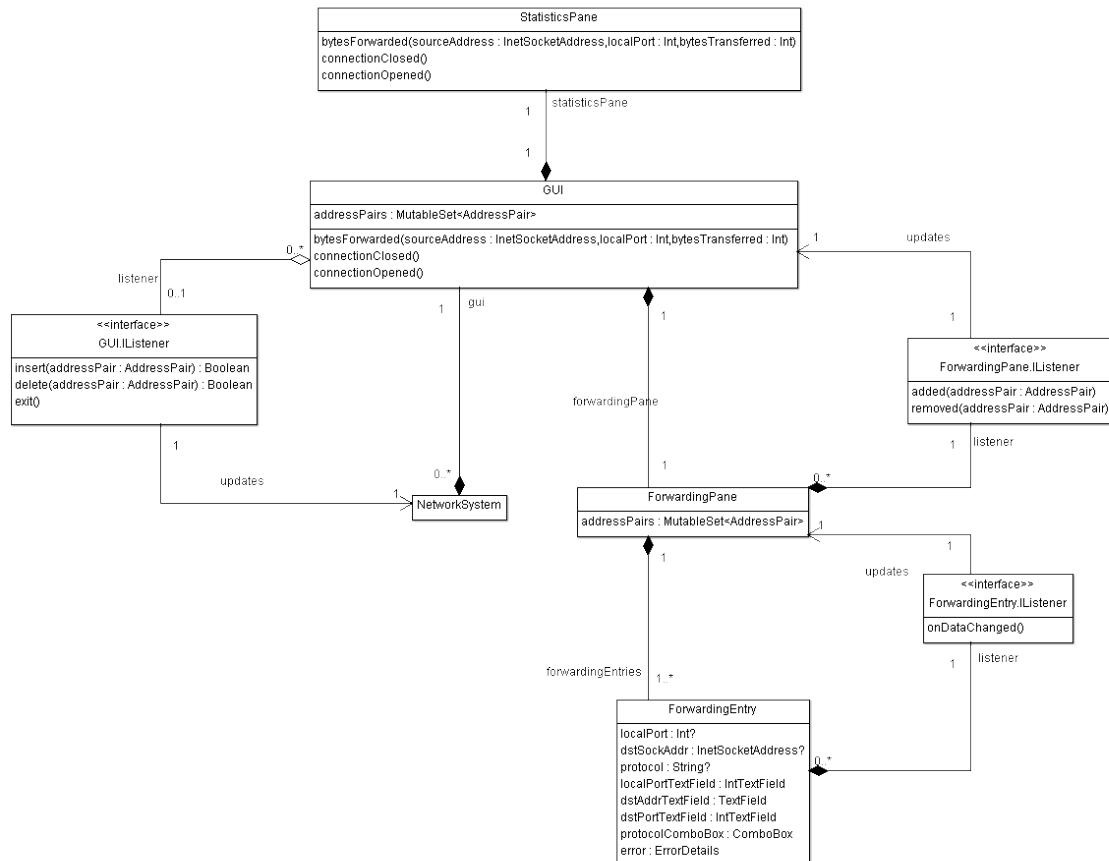 StatisticsPane
bytesForwarded(sourceAddress : InetSocketAddress,localPort : Int,bytesTransferred : Int)
connectionClosed()
connectionOpened()
statisticsPane
1
1
GUI
addressPairs : MutableSet<AddressPair>
bytesForwarded(sourceAddress : InetSocketAddress,localPort : Int,bytesTransferred : Int)
connectionClosed()
connectionOpened()
0..*
listener
0..1
1
updates
1
gui
1
<<interface>>
GUI.IListener
insert(addressPair : AddressPair) : Boolean
delete(addressPair : AddressPair) : Boolean
exit()
1
<<interface>>
ForwardingPane.IListener
added(addressPair : AddressPair)
removed(addressPair : AddressPair)
forwardingPane
1
updates
1
0..*
NetworkSystem
1
1
listener
0..*
ForwardingPane
addressPairs : MutableSet<AddressPair>
1
1
updates
1
<<interface>>
ForwardingEntry.IListener
onDataChanged()
1
listener
forwardingEntries
1..*
ForwardingEntry
localPort : Int?
dstSockAddr : InetSocketAddress?
protocol : String?
localPortTextField : IntTextField
dstAddrTextField : TextField
dstPortTextField : IntTextField
protocolComboBox : ComboBox
error : ErrorDetails
0..*